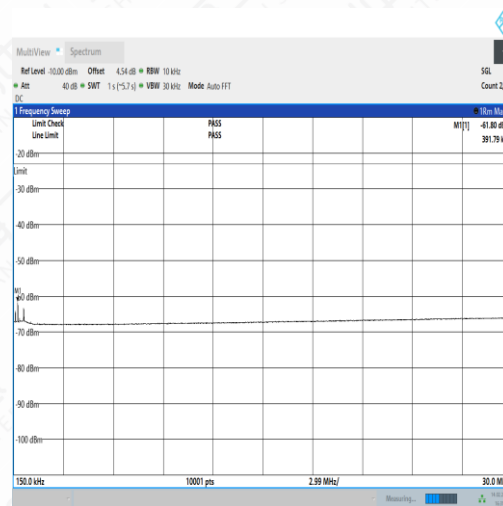 MultiView Spectrum
Ref Level -10.00 dBm Offset 4.54 dB RBW 10 kHz SGL
Att 40 dB SWT 1 s (~5.7 s) VBW 30 kHz Mode Auto FFT Count 2
DC
1 Frequency Sweep 1Rm Ma
Limit Check PASS M1[1] -61.80 d
Line Limit PASS 391.79 k
-20 dBm
Limit
-30 dBm
-40 dBm
-50 dBm
M1
-60 dBm
-70 dBm
-80 dBm
-90 dBm
-100 dBm
150.0 kHz 10001 pts 2.99 MHz/ 30.0 M
Measuring...